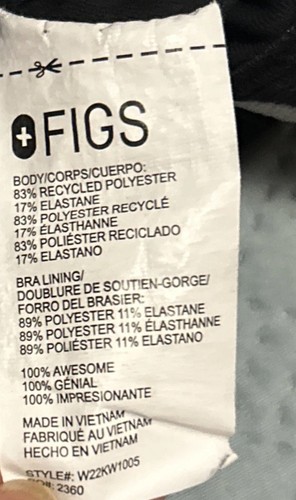 FIGS
BODY/CORPS/CUERPO:
83% RECYCLED POLYESTER
17% ELASTANE
83% POLYESTER RECYCLÉ
17% ÉLASTHANNE
83% POLIÉSTER RECICLADO
17% ELASTANO
BRA LINING/
DOUBLURE DE SOUTIEN-GORGE/
FORRO DEL BRASIER:
89% POLYESTER 11% ELASTANE
89% POLYESTER 11% ÉLASTHANNE
89% POLIÉSTER 11% ELASTANO
100% AWESOME
100% GÉNIAL
100% IMPRESIONANTE
MADE IN VIETNAM
FABRIQUÉ AU VIETNAM
HECHO EN VIETNAM
STYLE#: W22KW1005
2360